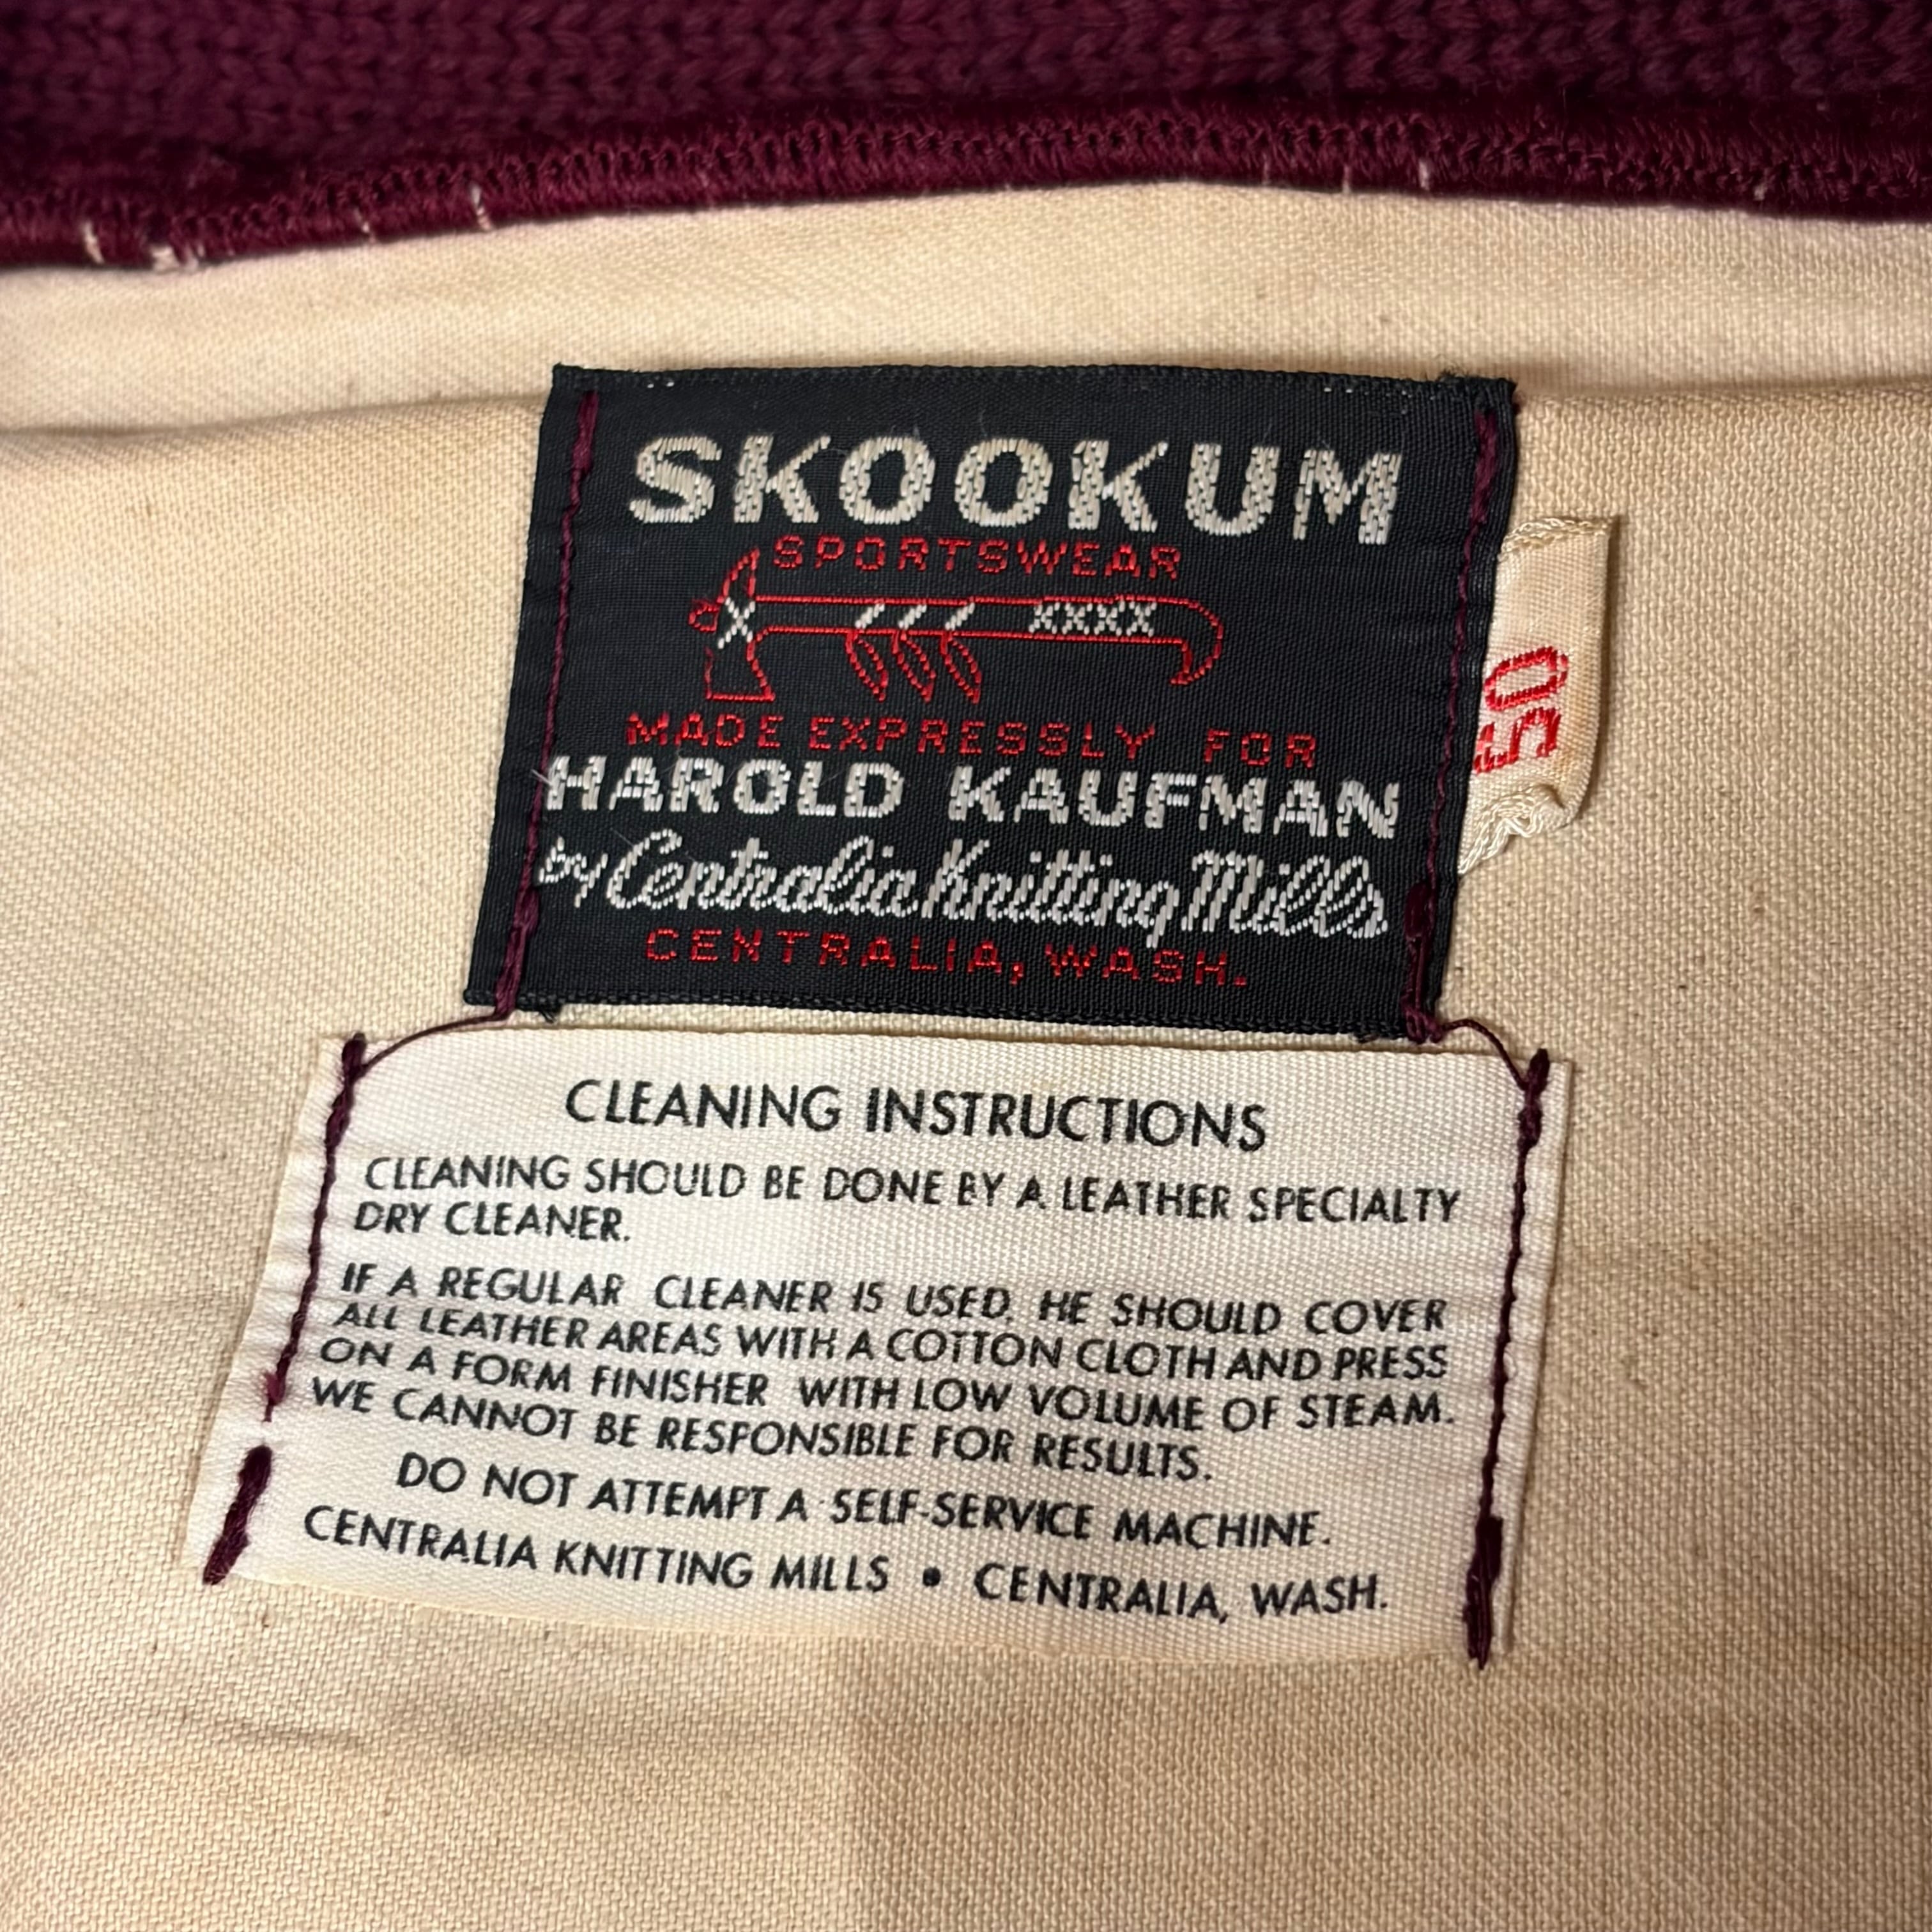 SKOOKUM
SPORTSWEAR
X XXXX
MADE EXPRESSLY FOR
HAROLD KAUFMAN
by Centralia Knitting Mills
CENTRALIA, WASH.
50
CLEANING INSTRUCTIONS
CLEANING SHOULD BE DONE BY A LEATHER SPECIALTY
DRY CLEANER.
IF A REGULAR CLEANER IS USED, HE SHOULD COVER
ALL LEATHER AREAS WITH A COTTON CLOTH AND PRESS
ON A FORM FINISHER WITH LOW VOLUME OF STEAM.
WE CANNOT BE RESPONSIBLE FOR RESULTS.
DO NOT ATTEMPT A SELF-SERVICE MACHINE.
CENTRALIA KNITTING MILLS • CENTRALIA, WASH.